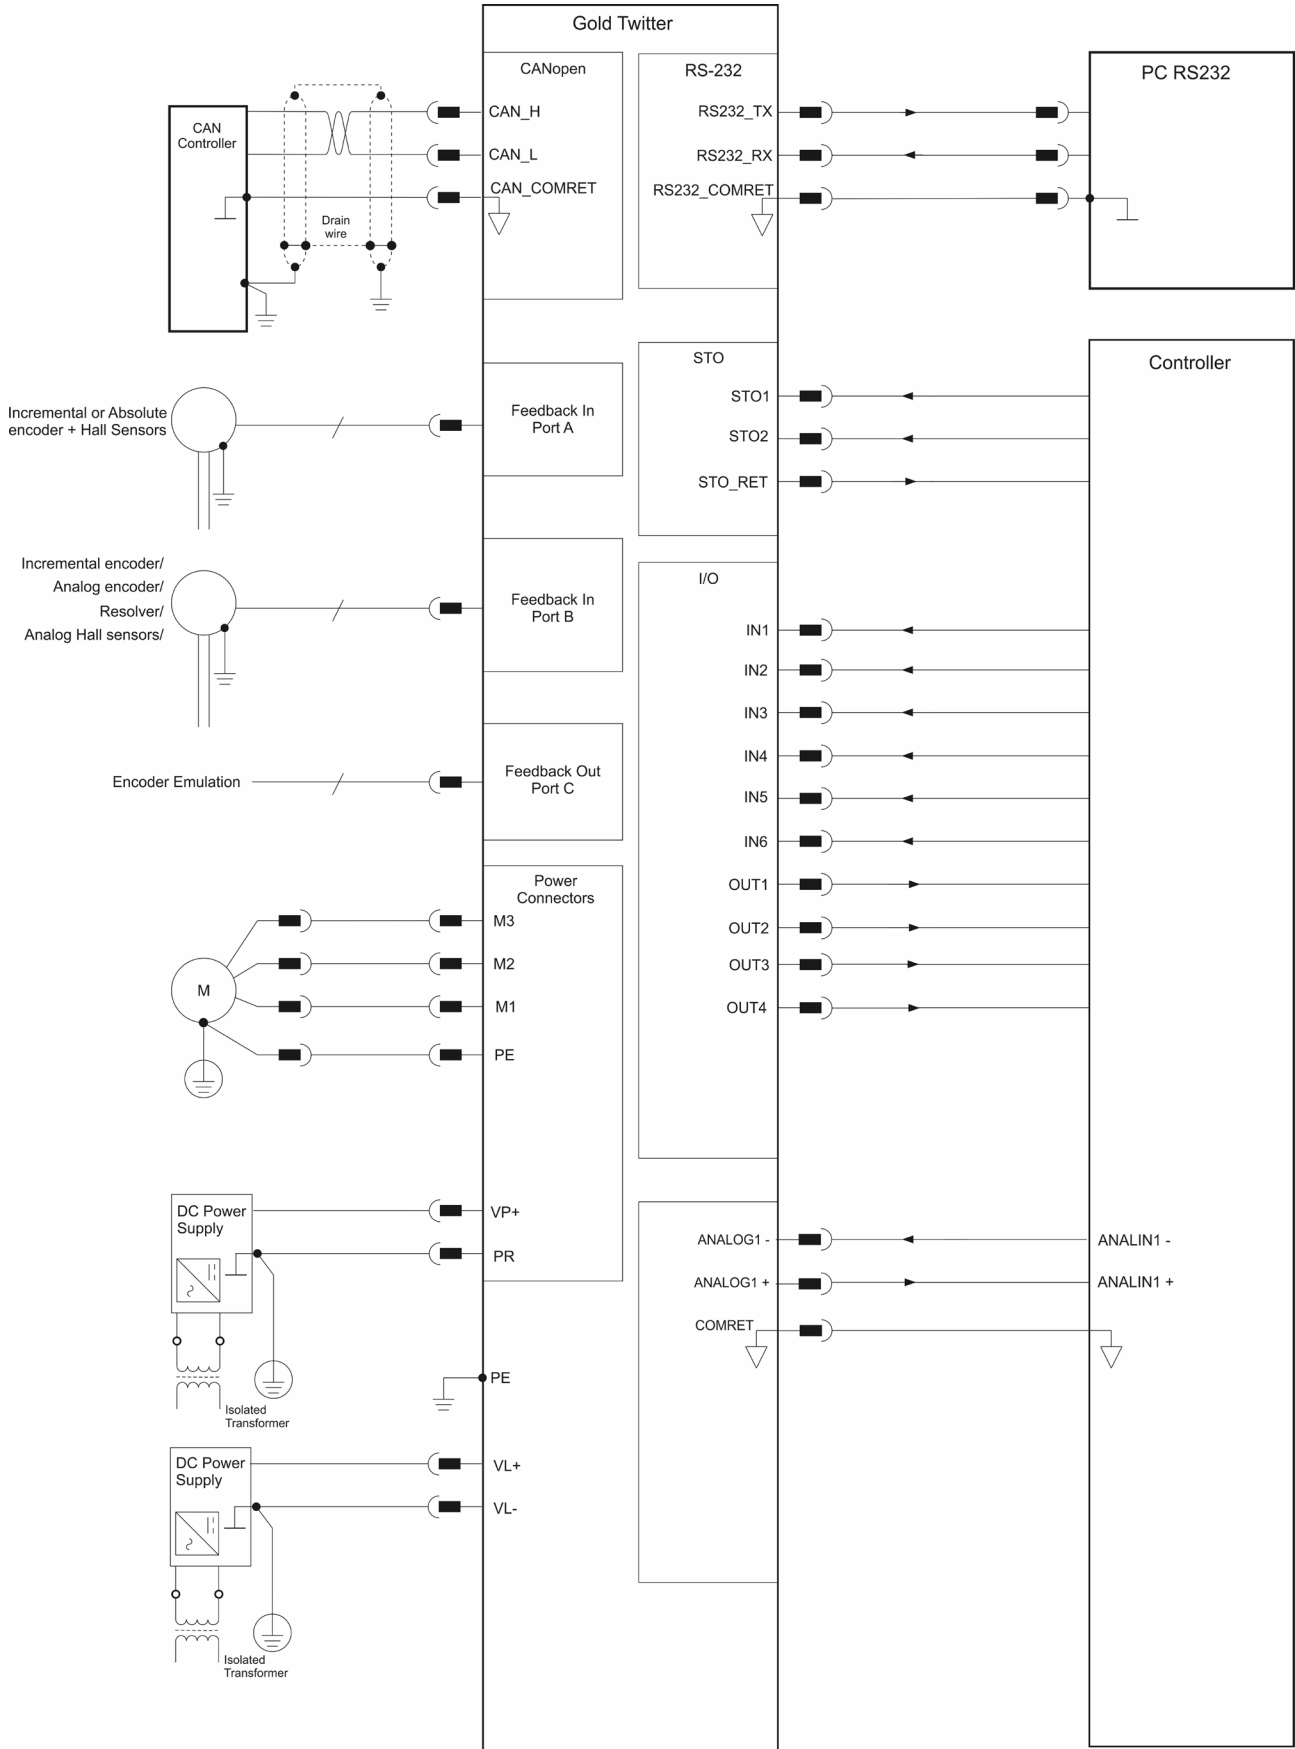 Gold Twitter
CANopen
CAN_H
CAN_L
CAN_COMRET
CAN
Controller
Drain
wire
RS-232
RS232_TX
RS232_RX
RS232_COMRET
PC RS232
Incremental or Absolute
encoder + Hall Sensors
Feedback In
Port A
STO
STO1
STO2
STO_RET
Controller
Incremental encoder/
Analog encoder/
Resolver/
Analog Hall sensors/
Feedback In
Port B
I/O
IN1
IN2
IN3
IN4
IN5
IN6
OUT1
OUT2
OUT3
OUT4
Encoder Emulation
Feedback Out
Port C
Power
Connectors
M3
M2
M1
PE
M
DC Power
Supply
VP+
PR
Isolated
Transformer
PE
ANALOG1 -
ANALOG1 +
COMRET
ANALIN1 -
ANALIN1 +
DC Power
Supply
VL+
VL-
Isolated
Transformer